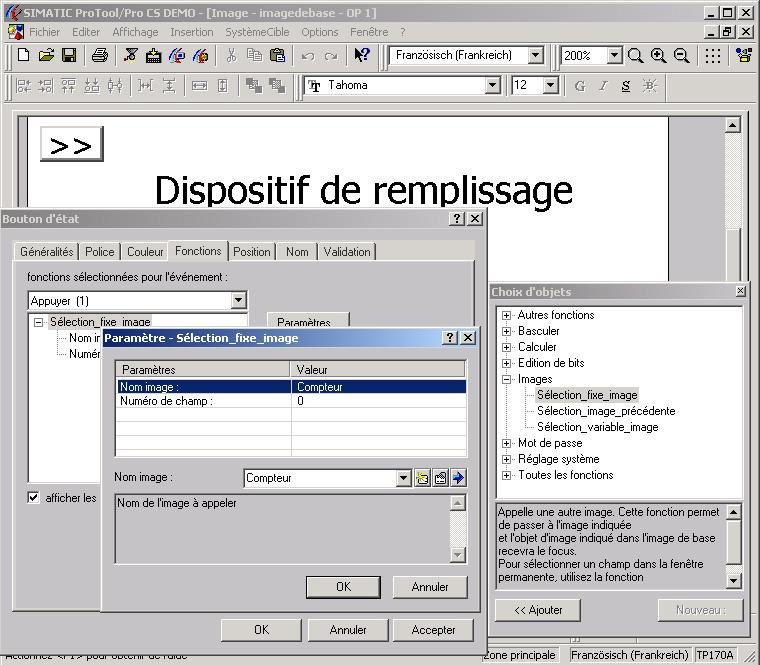 SIMATIC ProTool/Pro CS DEMO - [Image - imagedebase - OP 1]
Fichier Editer Affichage Insertion SystèmeCible Options Fenêtre ?
Französisch (Frankreich) 200%
Tahoma 12 G I S
>>
Dispositif de remplissage
Bouton d'état
Généralités Police Couleur Fonctions Position Nom Validation
fonctions sélectionnées pour l'événement :
Appuyer (1)
Sélection_fixe_image
Paramètres
Nom i
Numér
afficher les
Paramètre - Sélection_fixe_image
Paramètres Valeur
Nom image : Compteur
Numéro de champ : 0
Nom image : Compteur
Nom de l'image à appeler
OK Annuler
OK Annuler Accepter
Choix d'objets
Autres fonctions
Basculer
Calculer
Edition de bits
Images
Sélection_fixe_image
Sélection_image_précédente
Sélection_variable_image
Mot de passe
Réglage système
Toutes les fonctions
Appelle une autre image. Cette fonction permet
de passer à l'image indiquée
et l'objet d'image indiqué dans l'image de base
recevra le focus.
Pour sélectionner un champ dans la fenêtre
permanente, utilisez la fonction
<< Ajouter Nouveau :
Actionnez <F1> pour obtenir de l'aide
Zone principale Französisch (Frankreich) TP170A